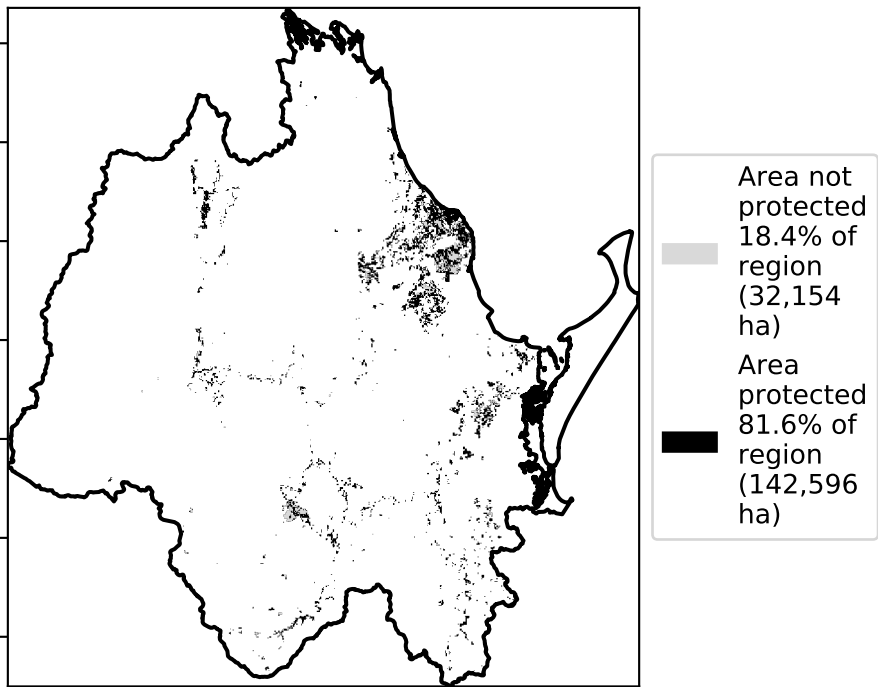 Area not
protected
18.4% of
region
(32,154
ha)
Area
protected
81.6% of
region
(142,596
ha)